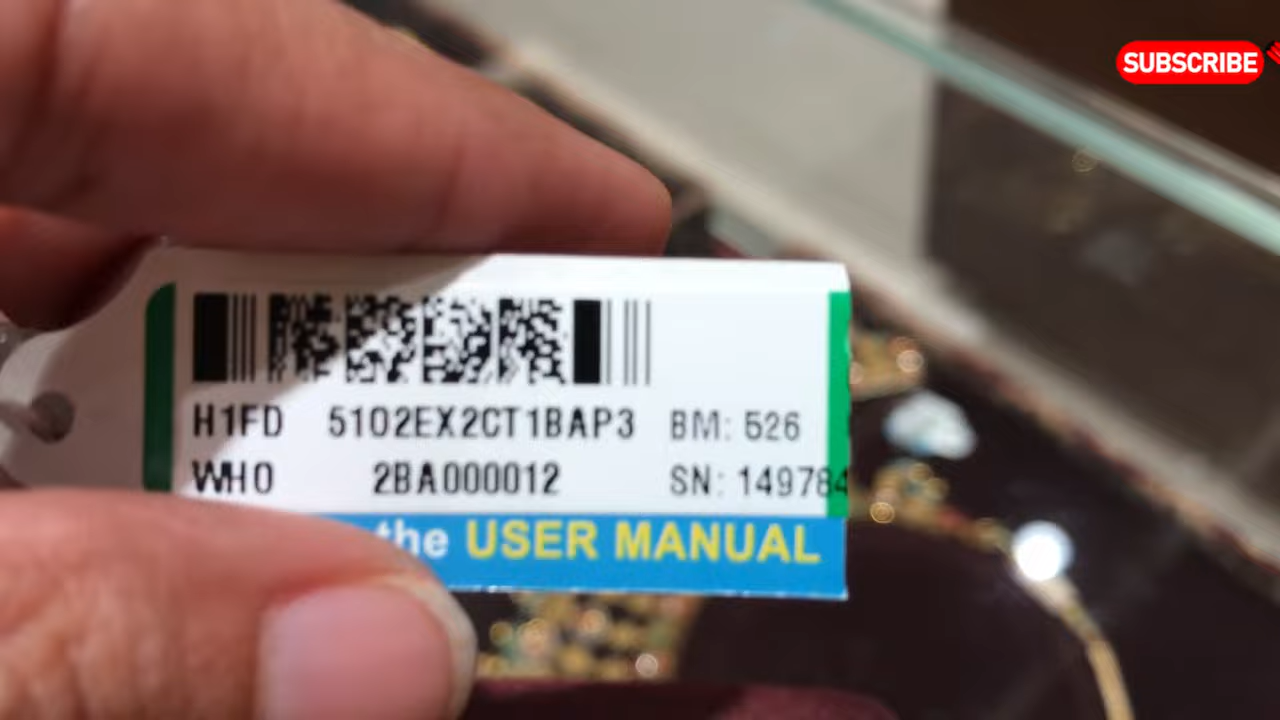 SUBSCRIBE
H1FD 5102EX2CT1BAP3 BM: 526
WHO 2BA000012 SN: 149784
the USER MANUAL